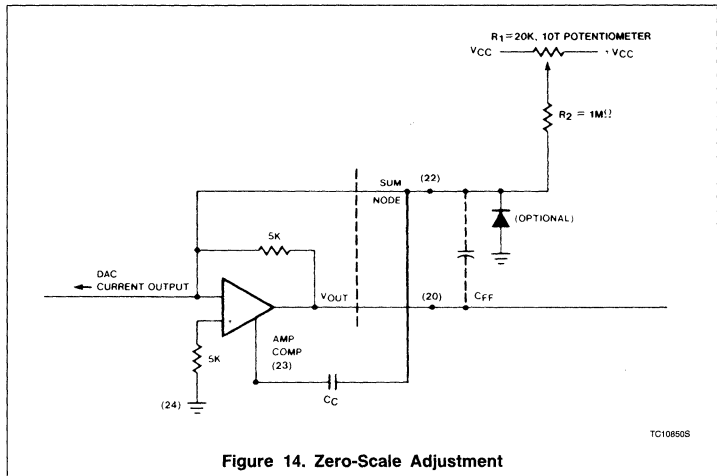 R1 = 20K, 10T POTENTIOMETER
VCC
+VCC
R2 = 1MΩ
SUM
NODE
(22)
(OPTIONAL)
5K
DAC
CURRENT OUTPUT
VOUT
(20)
CFF
+
AMP
COMP
(23)
5K
(24)
CC
TC10850S
Figure 14. Zero-Scale Adjustment